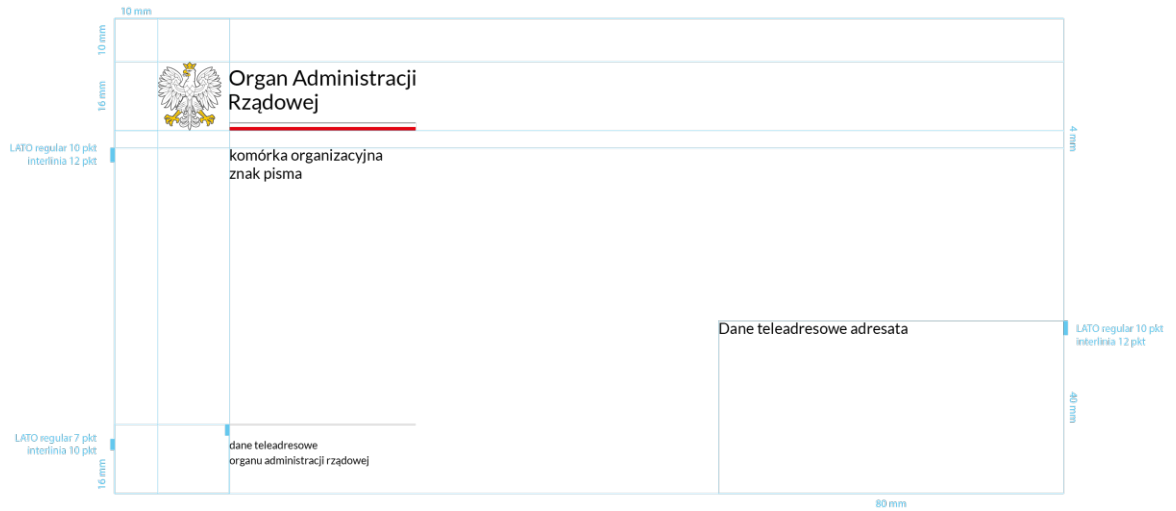 10 mm
10 mm
Organ Administracji
Rządowej
16 mm
4 mm
LATO regular 10 pkt
interlinia 12 pkt
komórka organizacyjna
znak pisma
Dane teleadresowe adresata
LATO regular 10 pkt
interlinia 12 pkt
40 mm
LATO regular 7 pkt
interlinia 10 pkt
dane teleadresowe
organu administracji rządowej
16 mm
80 mm